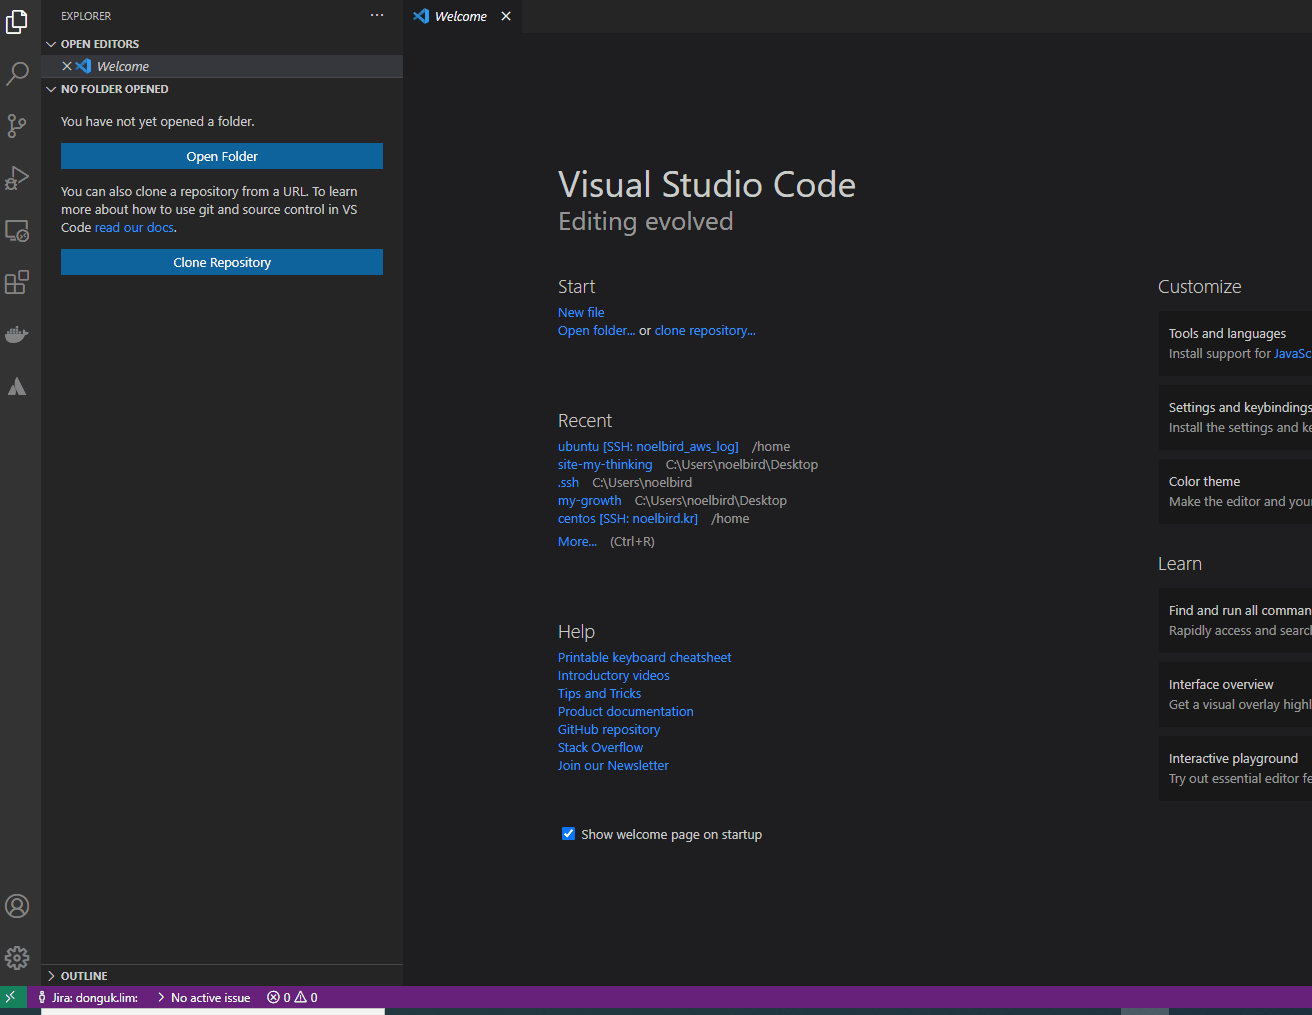 EXPLORER
OPEN EDITORS
Welcome
NO FOLDER OPENED
You have not yet opened a folder.
Open Folder
You can also clone a repository from a URL. To learn
more about how to use git and source control in VS
Code read our docs.
Clone Repository
OUTLINE
Welcome
Visual Studio Code
Editing evolved
Start
New file
Open folder... or clone repository...
Recent
ubuntu [SSH: noelbird_aws_log] /home
site-my-thinking C:\Users\noelbird\Desktop
.ssh C:\Users\noelbird
my-growth C:\Users\noelbird\Desktop
centos [SSH: noelbird.kr] /home
More... (Ctrl+R)
Help
Printable keyboard cheatsheet
Introductory videos
Tips and Tricks
Product documentation
GitHub repository
Stack Overflow
Join our Newsletter
Show welcome page on startup
Customize
Tools and languages
Install support for JavaSc
Settings and keybindings
Install the settings and ke
Color theme
Make the editor and your
Learn
Find and run all comman
Rapidly access and search
Interface overview
Get a visual overlay highl
Interactive playground
Try out essential editor fe
Jira: donguk.lim: No active issue 0 0